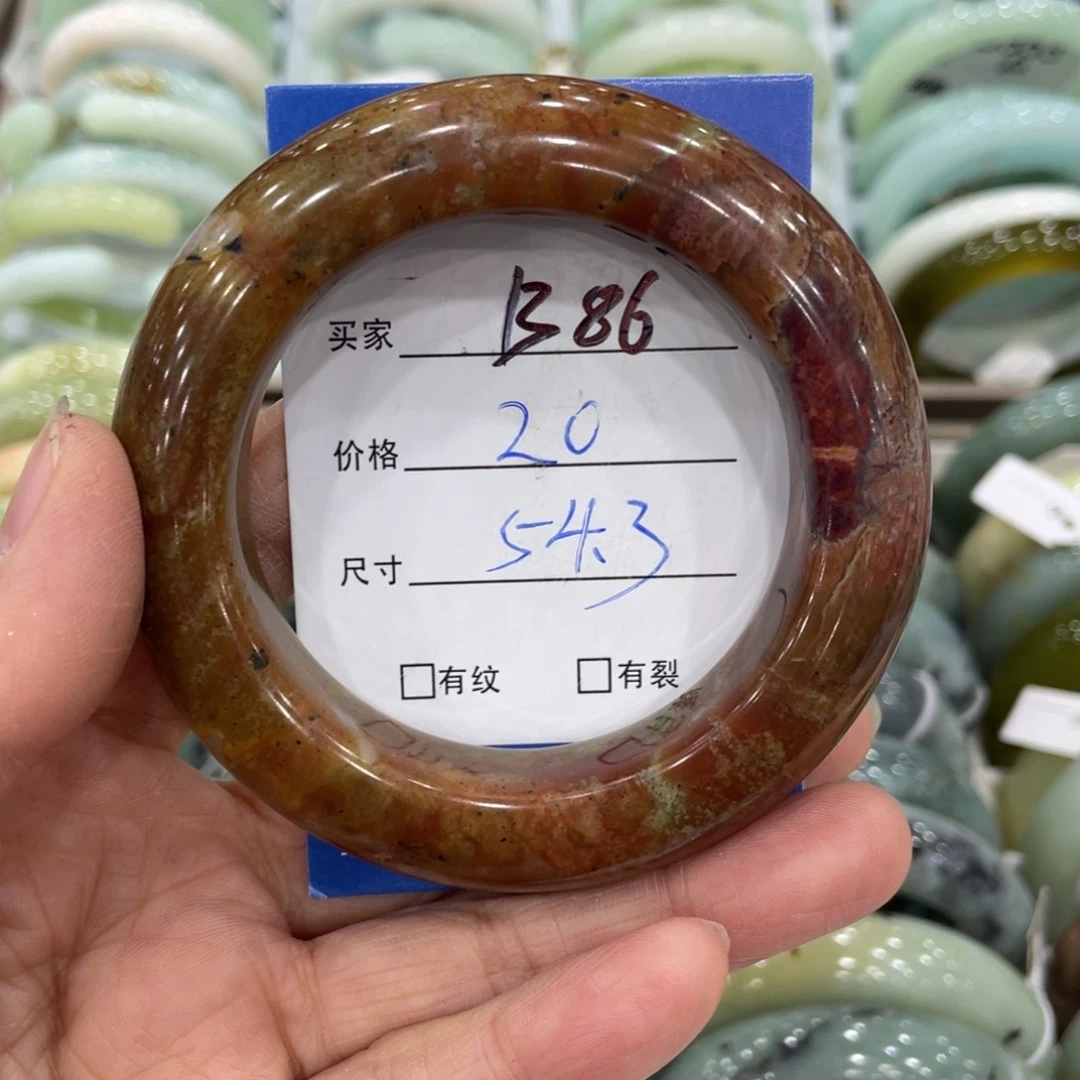 买家 B86
价格 20
尺寸 54.3
□有纹 □有裂